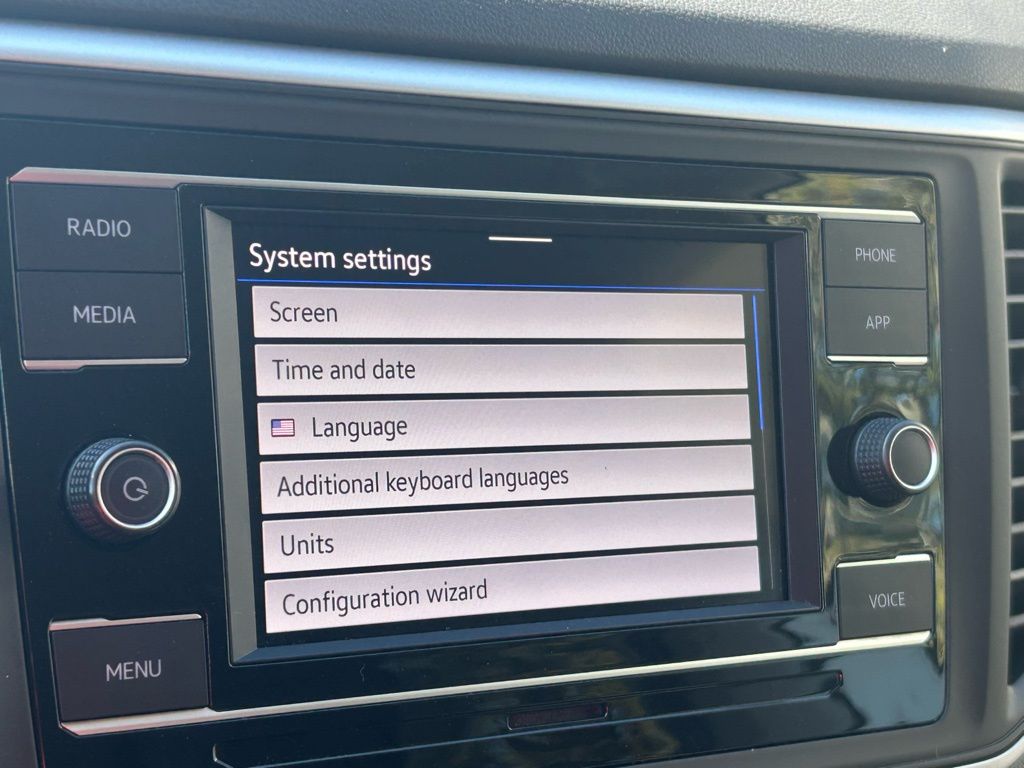 RADIO
MEDIA
MENU
System settings
Screen
Time and date
Language
Additional keyboard languages
Units
Configuration wizard
PHONE
APP
VOICE